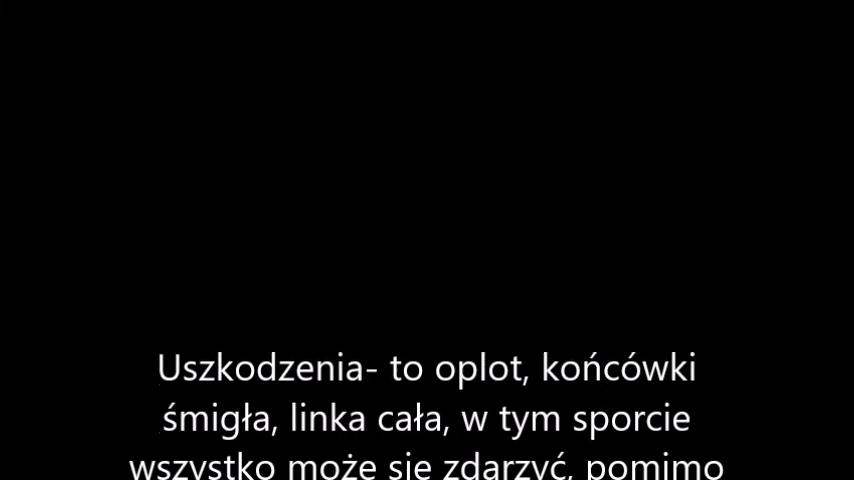 Uszkodzenia- to oplot, końcówki
śmigła, linka cała, w tym sporcie
wszystko może się zdarzyć, pomimo